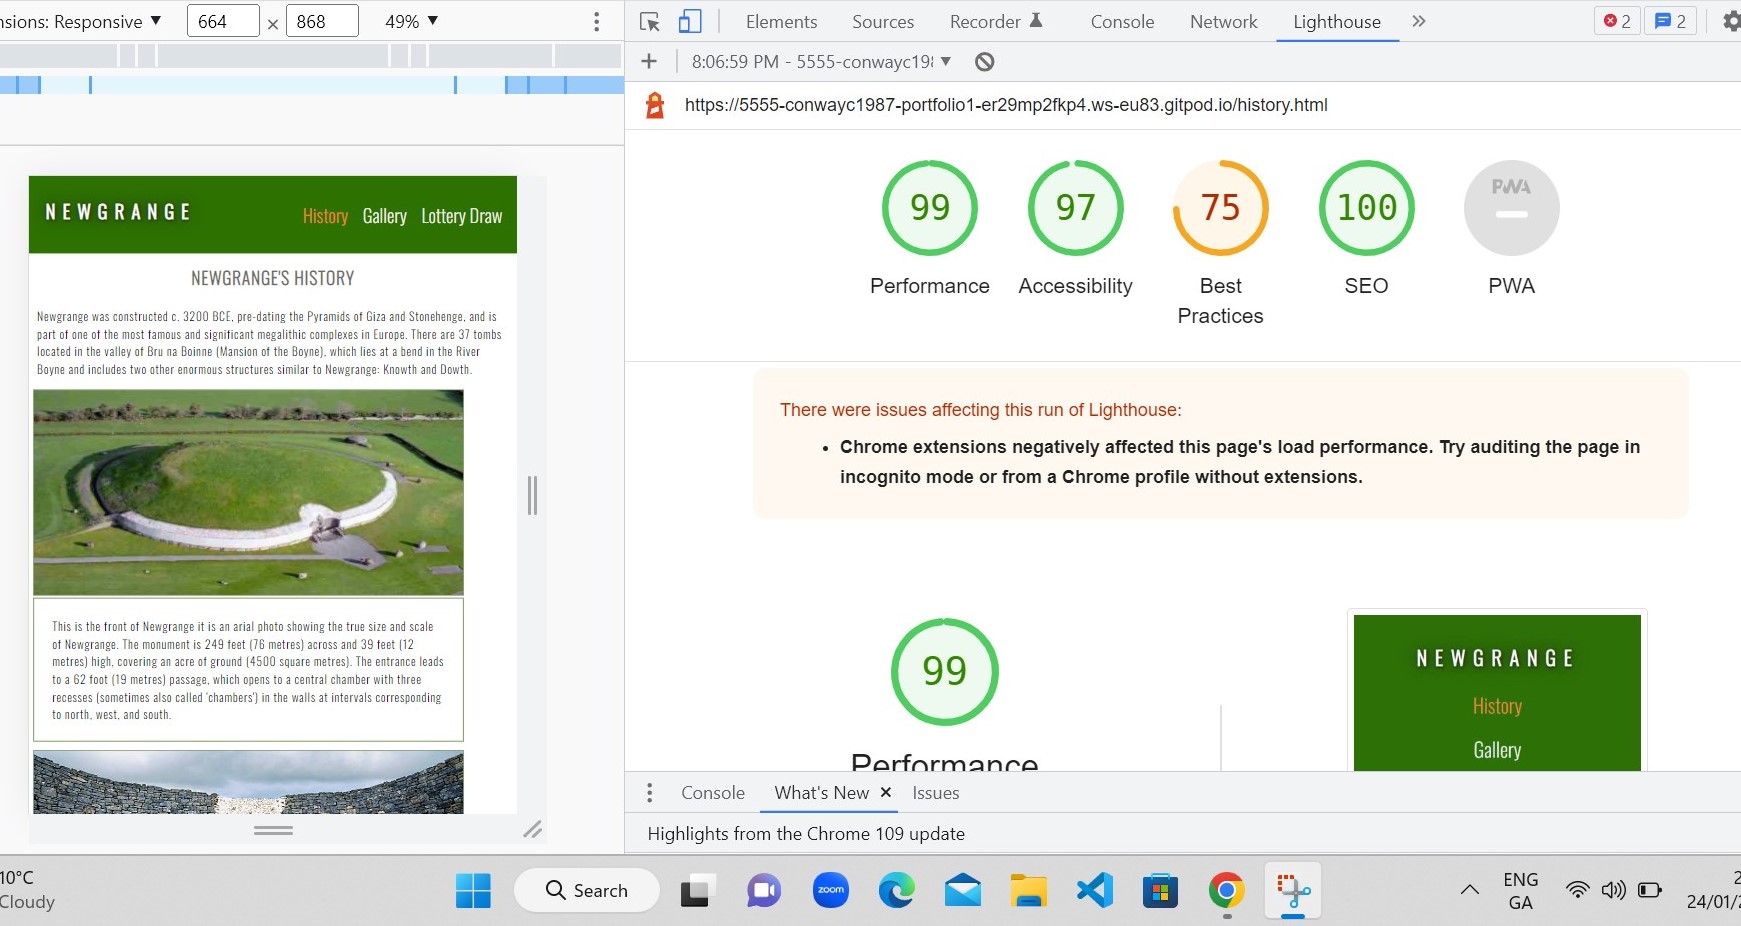 nsions: Responsive ▼ 664 × 868 49% ▼
Elements Sources Recorder Console Network Lighthouse » 2 2
+ 8:06:59 PM - 5555-conwayc19 ▼
https://5555-conwayc1987-portfolio1-er29mp2fkp4.ws-eu83.gitpod.io/history.html
NEWGRANGE
History Gallery Lottery Draw
NEWGRANGE'S HISTORY
Newgrange was constructed c. 3200 BCE, pre-dating the Pyramids of Giza and Stonehenge, and is
part of one of the most famous and significant megalithic complexes in Europe. There are 37 tombs
located in the valley of Bru na Boinne (Mansion of the Boyne), which lies at a bend in the River
Boyne and includes two other enormous structures similar to Newgrange: Knowth and Dowth.
This is the front of Newgrange it is an arial photo showing the true size and scale
of Newgrange. The monument is 249 feet (76 metres) across and 39 feet (12
metres) high, covering an acre of ground (4500 square metres). The entrance leads
to a 62 foot (19 metres) passage, which opens to a central chamber with three
recesses (sometimes also called 'chambers') in the walls at intervals corresponding
to north, west, and south.
99 97 75 100 PWA
Performance Accessibility Best SEO PWA
Practices
There were issues affecting this run of Lighthouse:
• Chrome extensions negatively affected this page's load performance. Try auditing the page in
incognito mode or from a Chrome profile without extensions.
99
Performance
NEWGRANGE
History
Gallery
Console What's New × Issues
Highlights from the Chrome 109 update
10°C
Cloudy
Search
zoom
ENG
GA
2
24/01/2